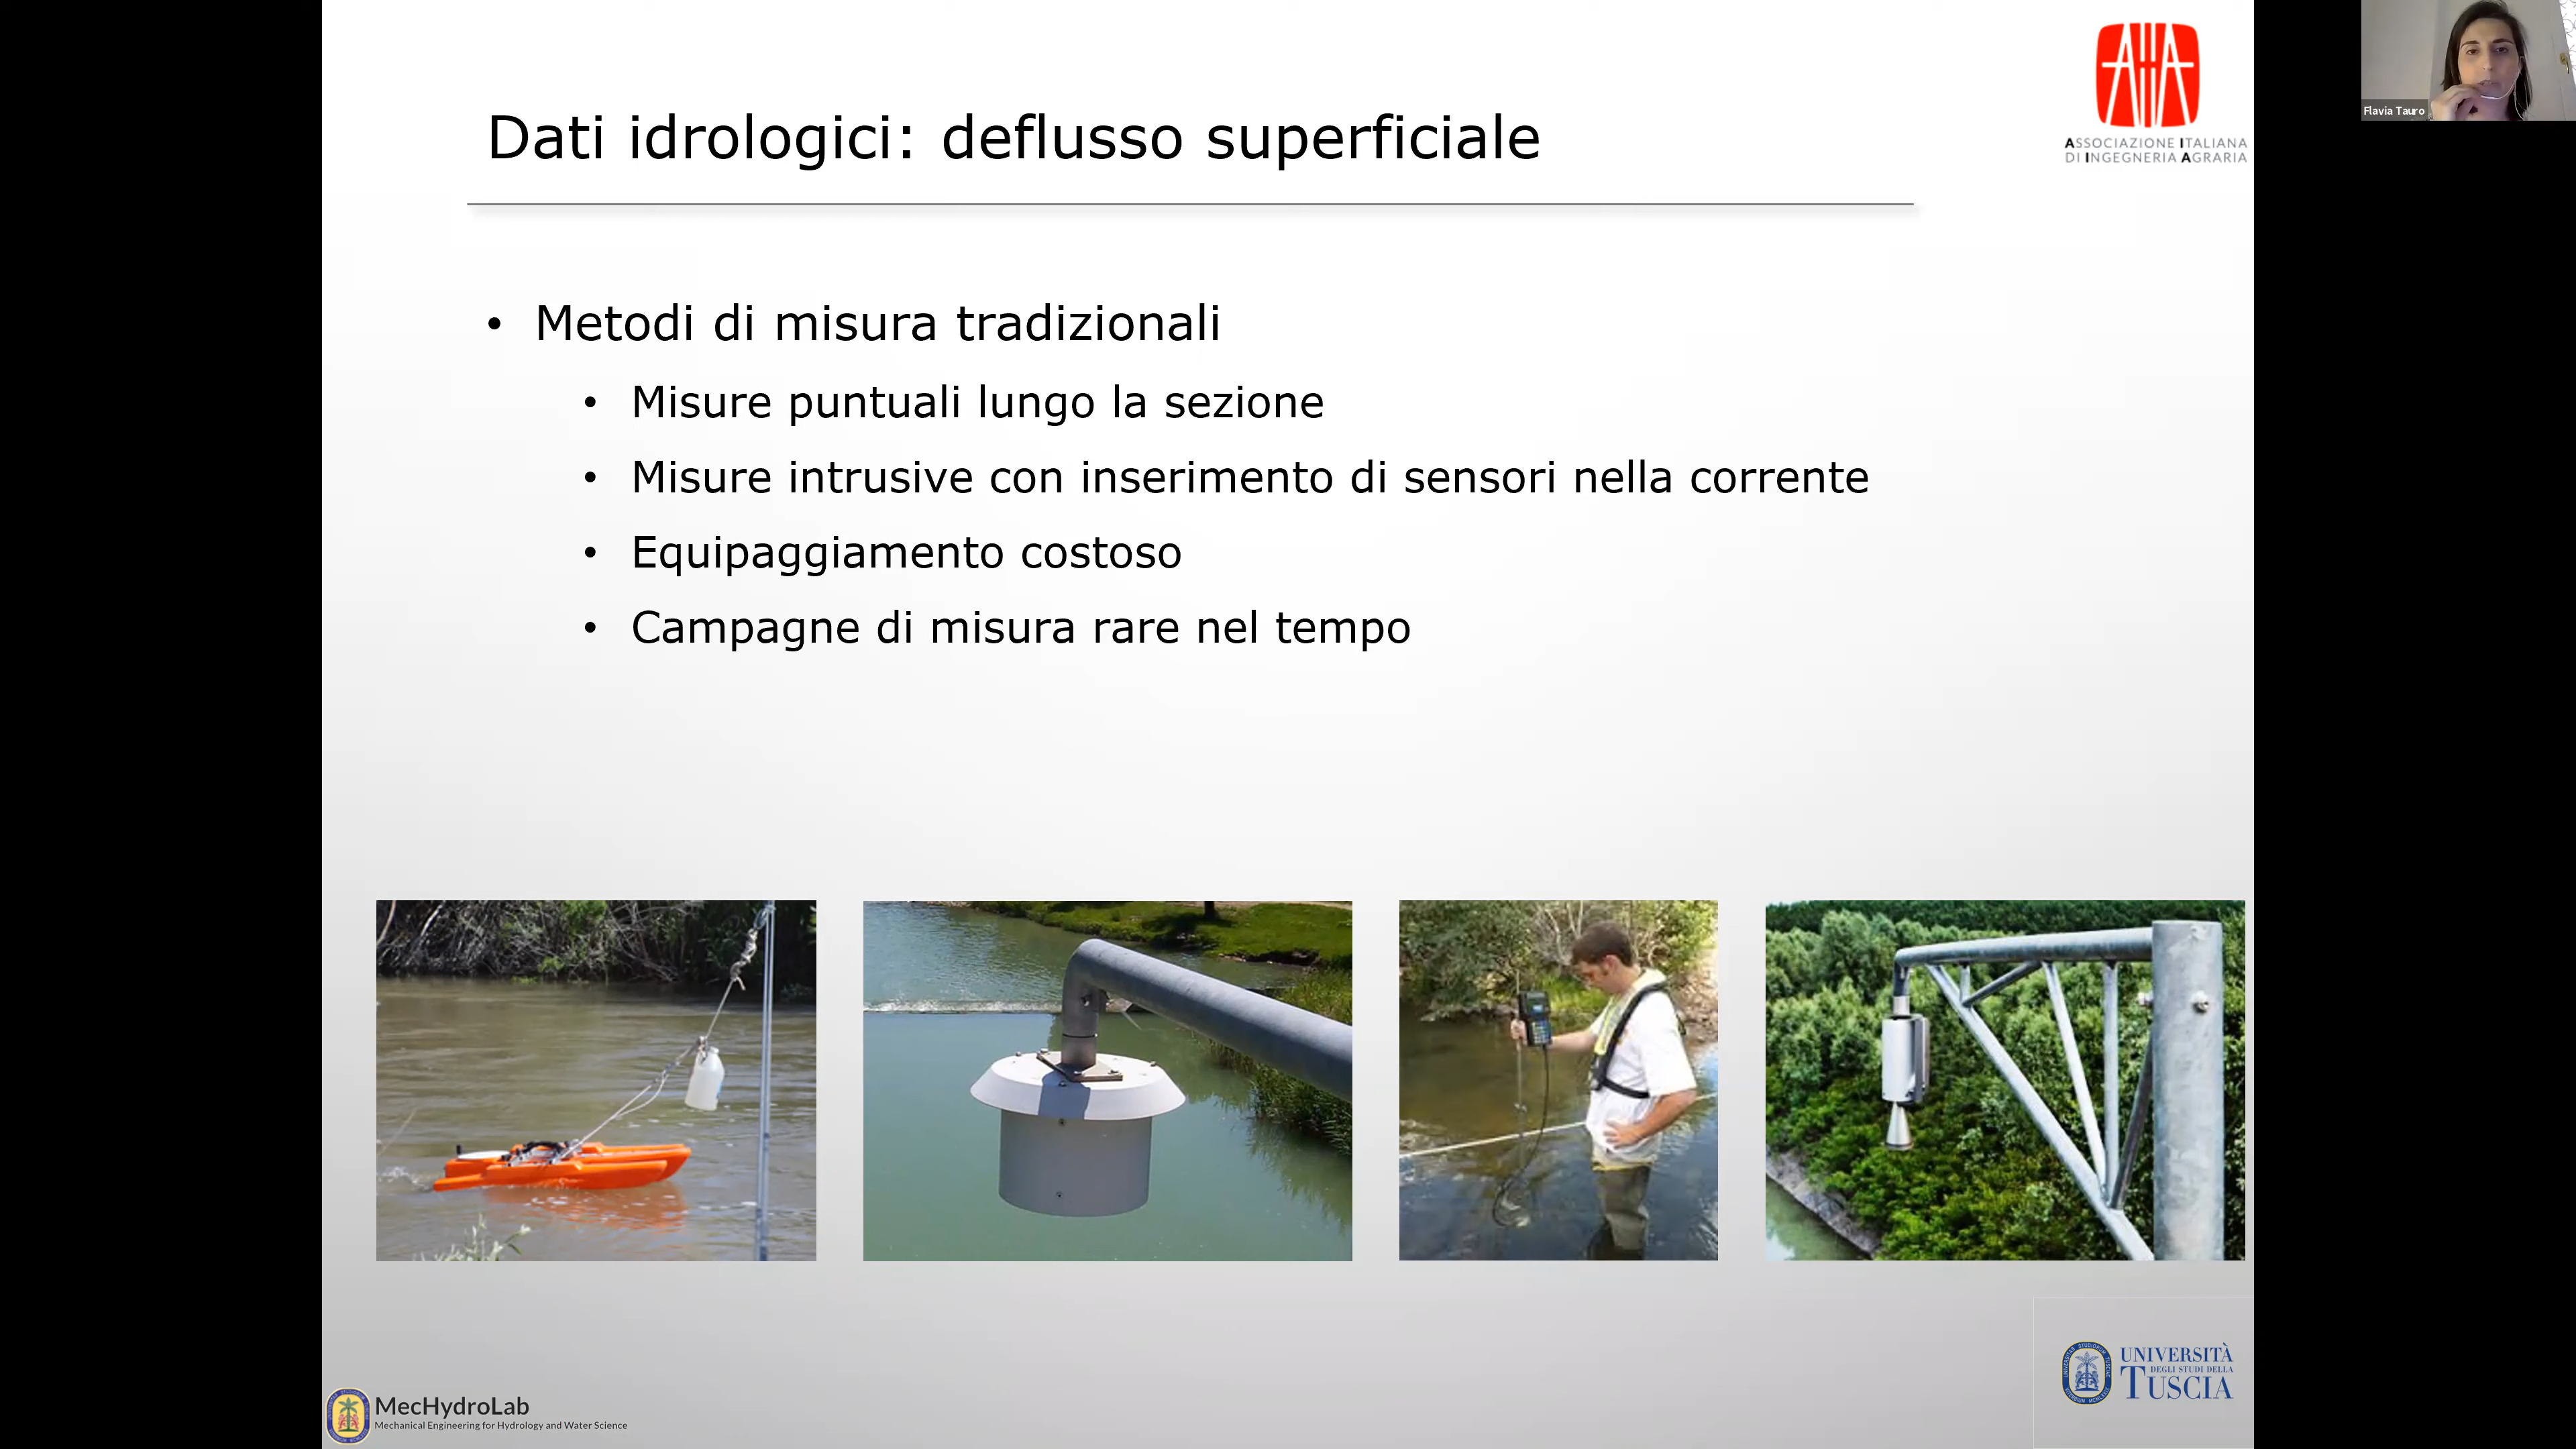 Dati idrologici: deflusso superficiale
ASSOCIAZIONE ITALIANA
DI INGEGNERIA AGRARIA
Flavia Tauro
• Metodi di misura tradizionali
• Misure puntuali lungo la sezione
• Misure intrusive con inserimento di sensori nella corrente
• Equipaggiamento costoso
• Campagne di misura rare nel tempo
MecHydroLab
Mechanical Engineering for Hydrology and Water Science
UNIVERSITÀ
DEGLI STUDI DELLA
TUSCIA